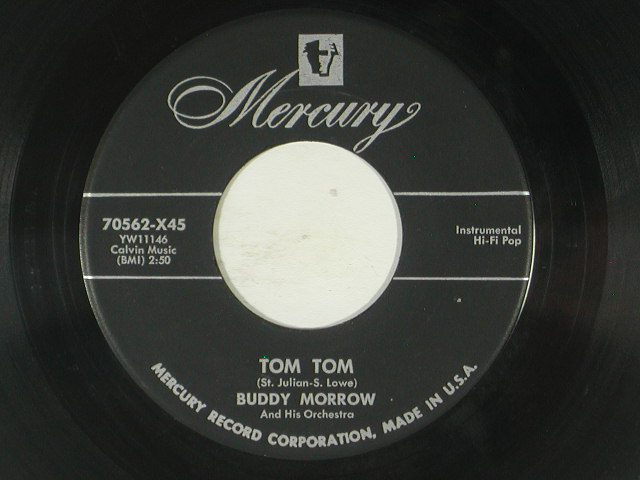 Mercury
70562-X45
YW11146
Calvin Music
(BMI) 2:50
Instrumental
Hi-Fi Pop
TOM TOM
(St. Julian-S. Lowe)
BUDDY MORROW
And His Orchestra
MERCURY RECORD CORPORATION, MADE IN U.S.A.